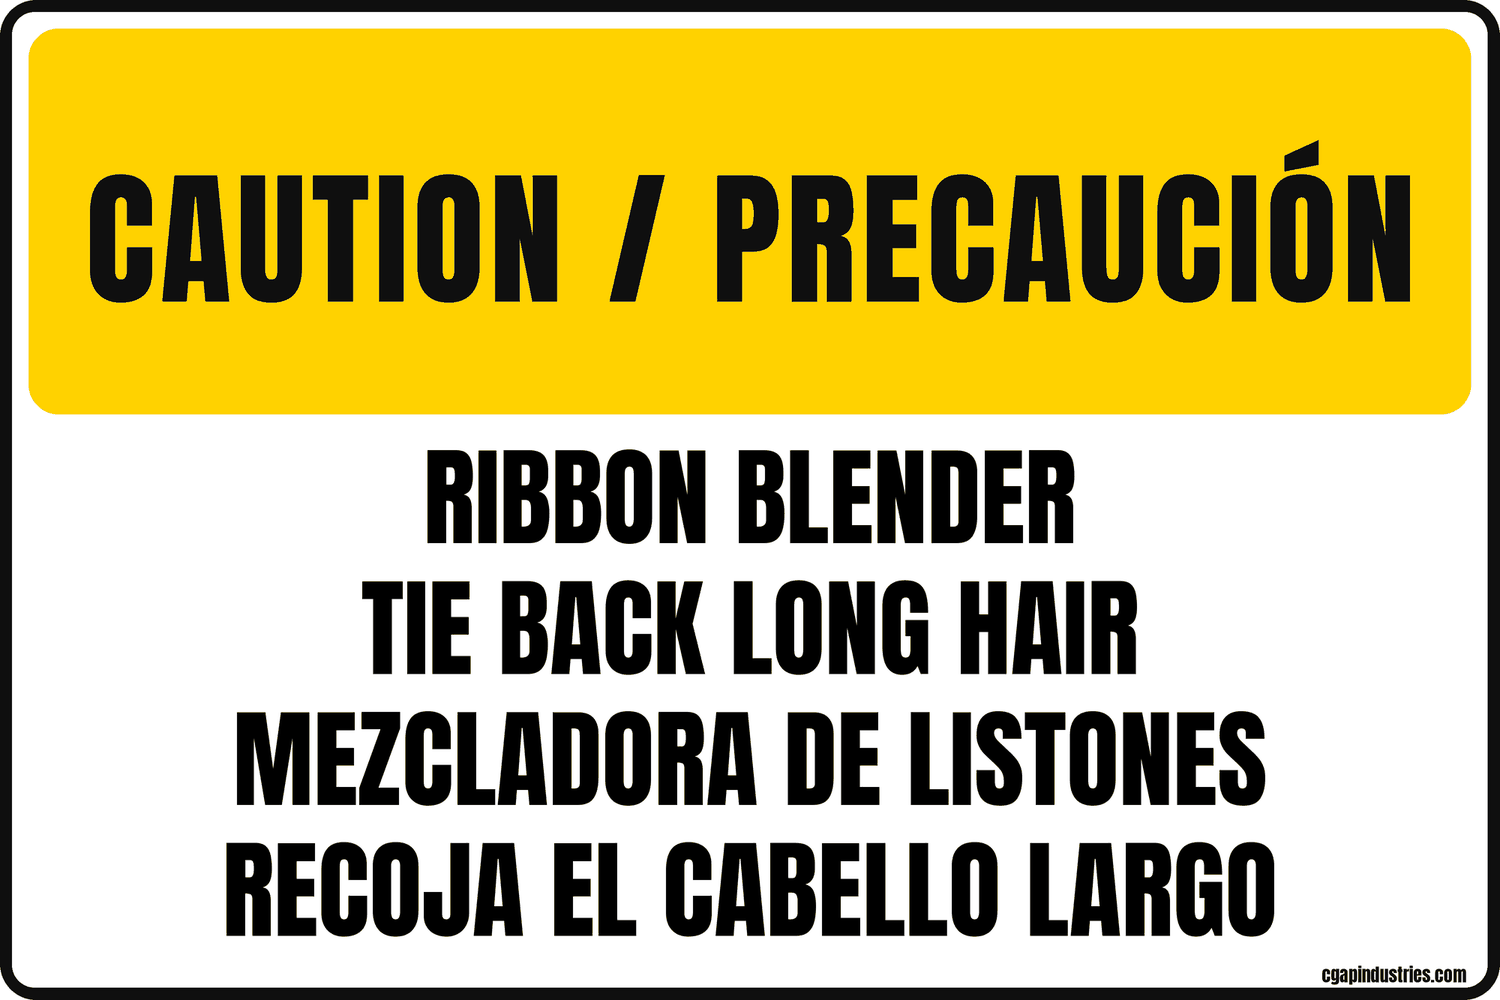 CAUTION / PRECAUCIÓN
RIBBON BLENDER
TIE BACK LONG HAIR
MEZCLADORA DE LISTONES
RECOJA EL CABELLO LARGO
cgapindustries.com